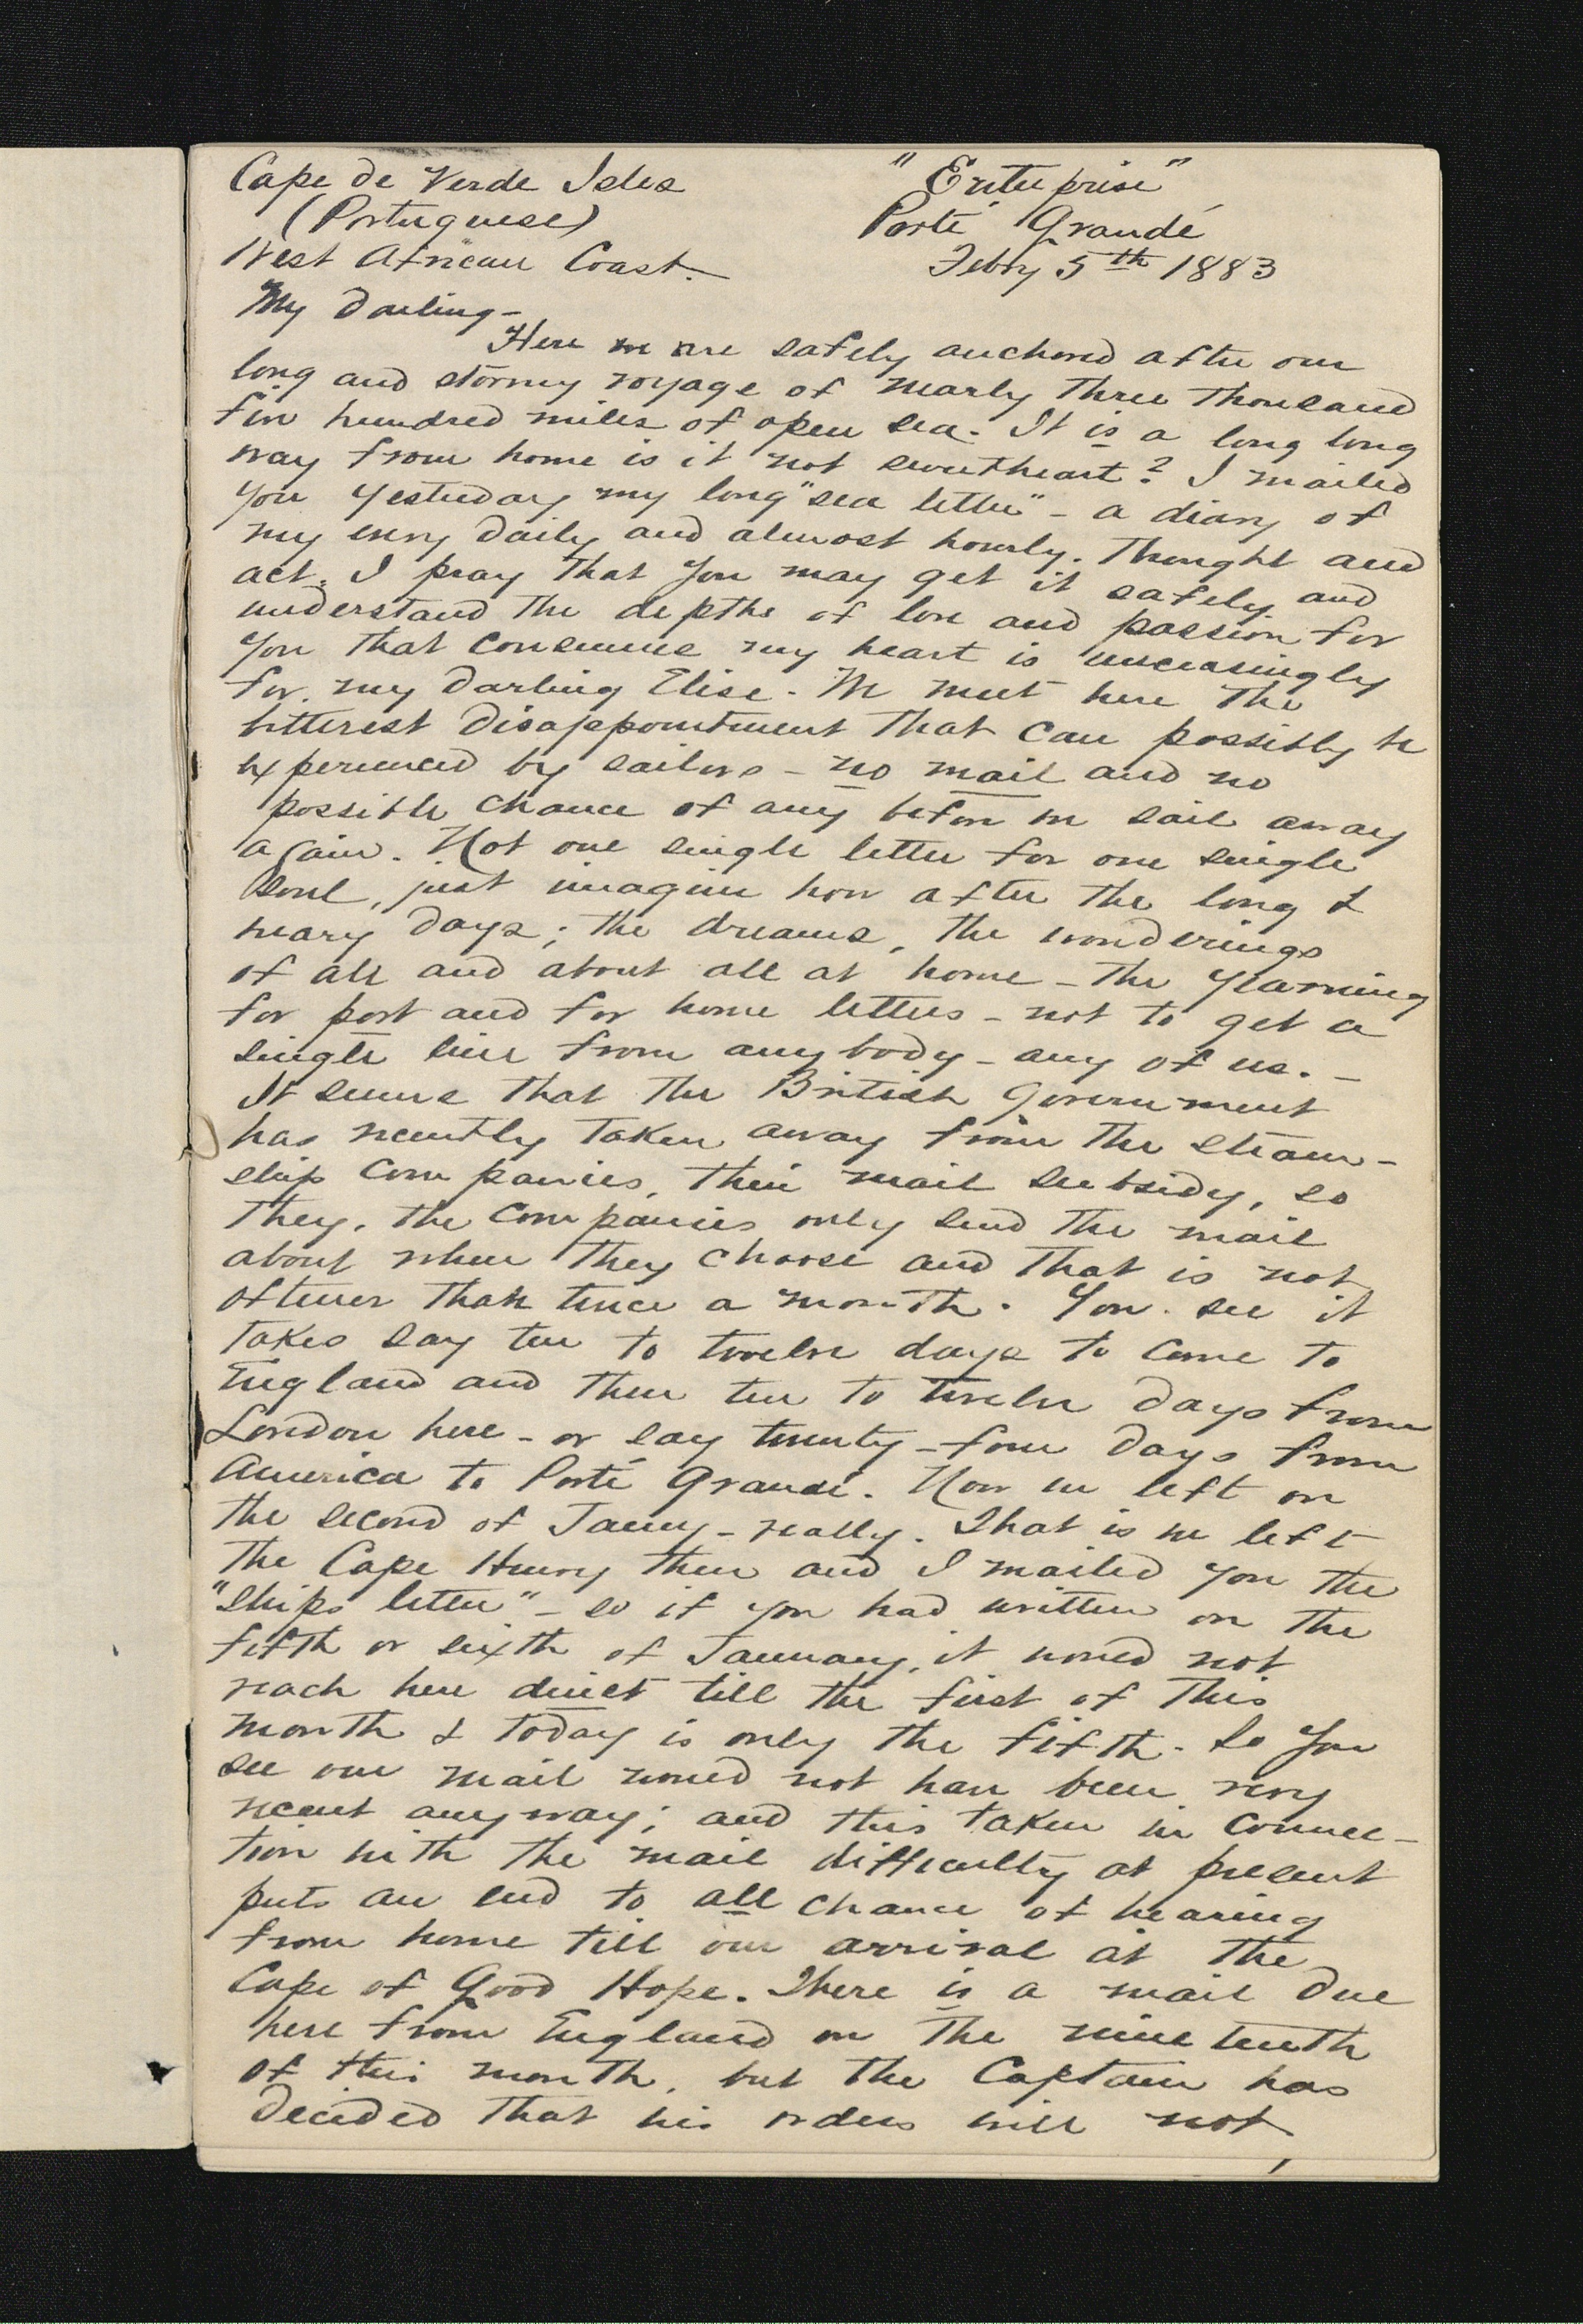 Cape de Verde Isles
(Portuguese)
West African Coast.
"Enterprise"
Porté Grandé
Febry 5th 1883
My Darling-
Here we are safely anchored after our
long and stormy voyage of nearly three thousand
five hundred miles of open sea. It is a long long
way from home is it not sweetheart? I mailed
you yesterday my long "sea letter" - a diary of
my every daily and almost hourly thought and
act. I pray that you may get it safely and
understand the depths of love and passion for
you that consumes my heart is unceasingly
for my Darling Elise. We meet here the
bitterest disappointment that can possibly be
experienced by sailors - no mail and no
possible chance of any before we sail away
again. Not one single letter for one single
soul, just imagine how after the long &
weary days; the dreams, the wonderings
of all and about all at home - the yearning
for port and for home letters - not to get a
single line from anybody - any of us. -
It seems that the British Government
has recently taken away from the steam-
ship companies, their mail subsidy, so
they, the companies only send the mail
about when they choose and that is not
oftener than twice a month. You see it
takes say ten to twelve days to come to
England and then ten to twelve days from
London here - or say twenty-four days from
America to Porté Grandé. Now we left on
the second of Jany - really. That is we left
the Cape Henry then and I mailed you the
"ships letter" - so if you had written on the
fifth or sixth of January, it would not
reach here direct till the first of this
month & today is only the fifth. So you
see our mail would not have been very
recent anyway; and this taken in connec-
tion with the mail difficulty at present
puts an end to all chance of hearing
from home till our arrival at the
Cape of Good Hope. There is a mail due
here from England on the nineteenth
of this month, but the Captain has
decided that his orders will not